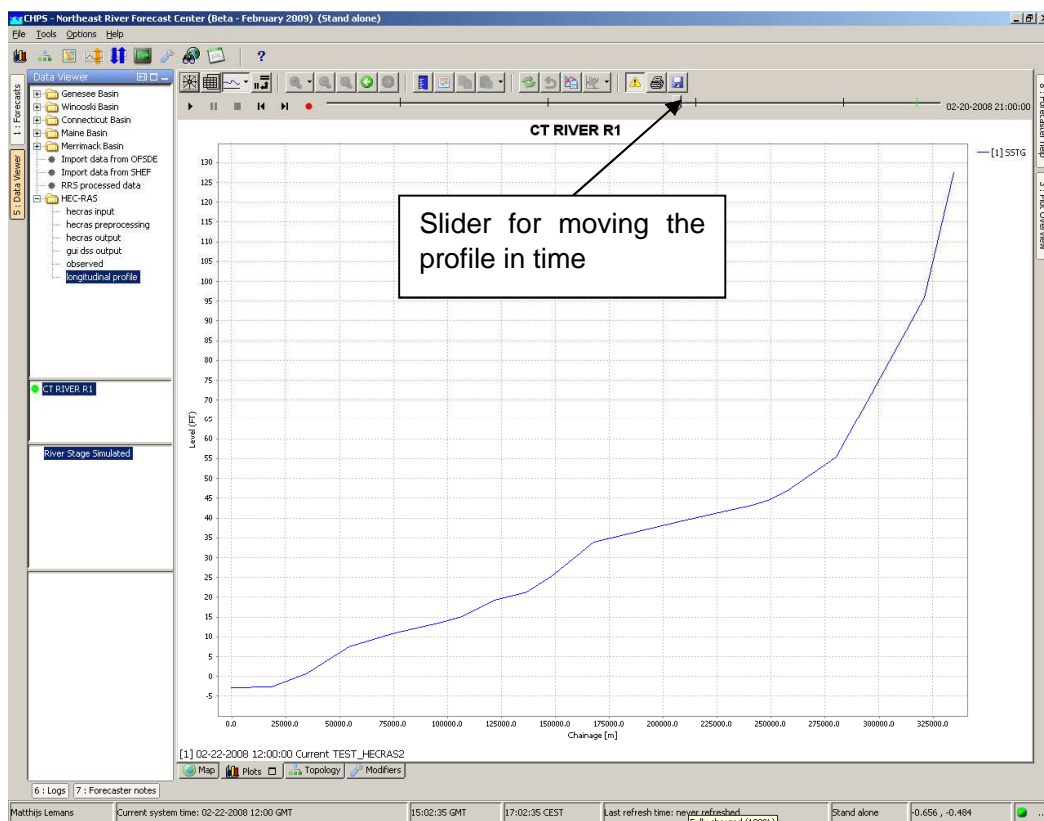 CHPS - Northeast River Forecast Center (Beta - February 2009) (Stand alone)
File Tools Options Help
?
1 : Forecasts
5 : Data Viewer
Data Viewer
Genesee Basin
Winooski Basin
Connecticut Basin
Maine Basin
Merrimack Basin
Import data from OFSDE
Import data from SHEF
RRS processed data
HEC-RAS
hecras input
hecras preprocessing
hecras output
gui dss output
observed
longitudinal profile
CT RIVER R1
River Stage Simulated
02-20-2008 21:00:00
8 : Forecaster help
3 : Plot Overview
CT RIVER R1
[1] SSTG
Slider for moving the
profile in time
Level (FT)
130
125
120
115
110
105
100
95
90
85
80
75
70
65
60
55
50
45
40
35
30
25
20
15
10
5
0
-5
0.0 25000.0 50000.0 75000.0 100000.0 125000.0 150000.0 175000.0 200000.0 225000.0 250000.0 275000.0 300000.0 325000.0
Chainage [m]
[1] 02-22-2008 12:00:00 Current TEST_HECRAS2
Map Plots Topology Modifiers
6 : Logs 7 : Forecaster notes
Matthijs Lemans Current system time: 02-22-2008 12:00 GMT 15:02:35 GMT 17:02:35 CEST Last refresh time: never refreshed Stand alone -0.656 , -0.484 ...